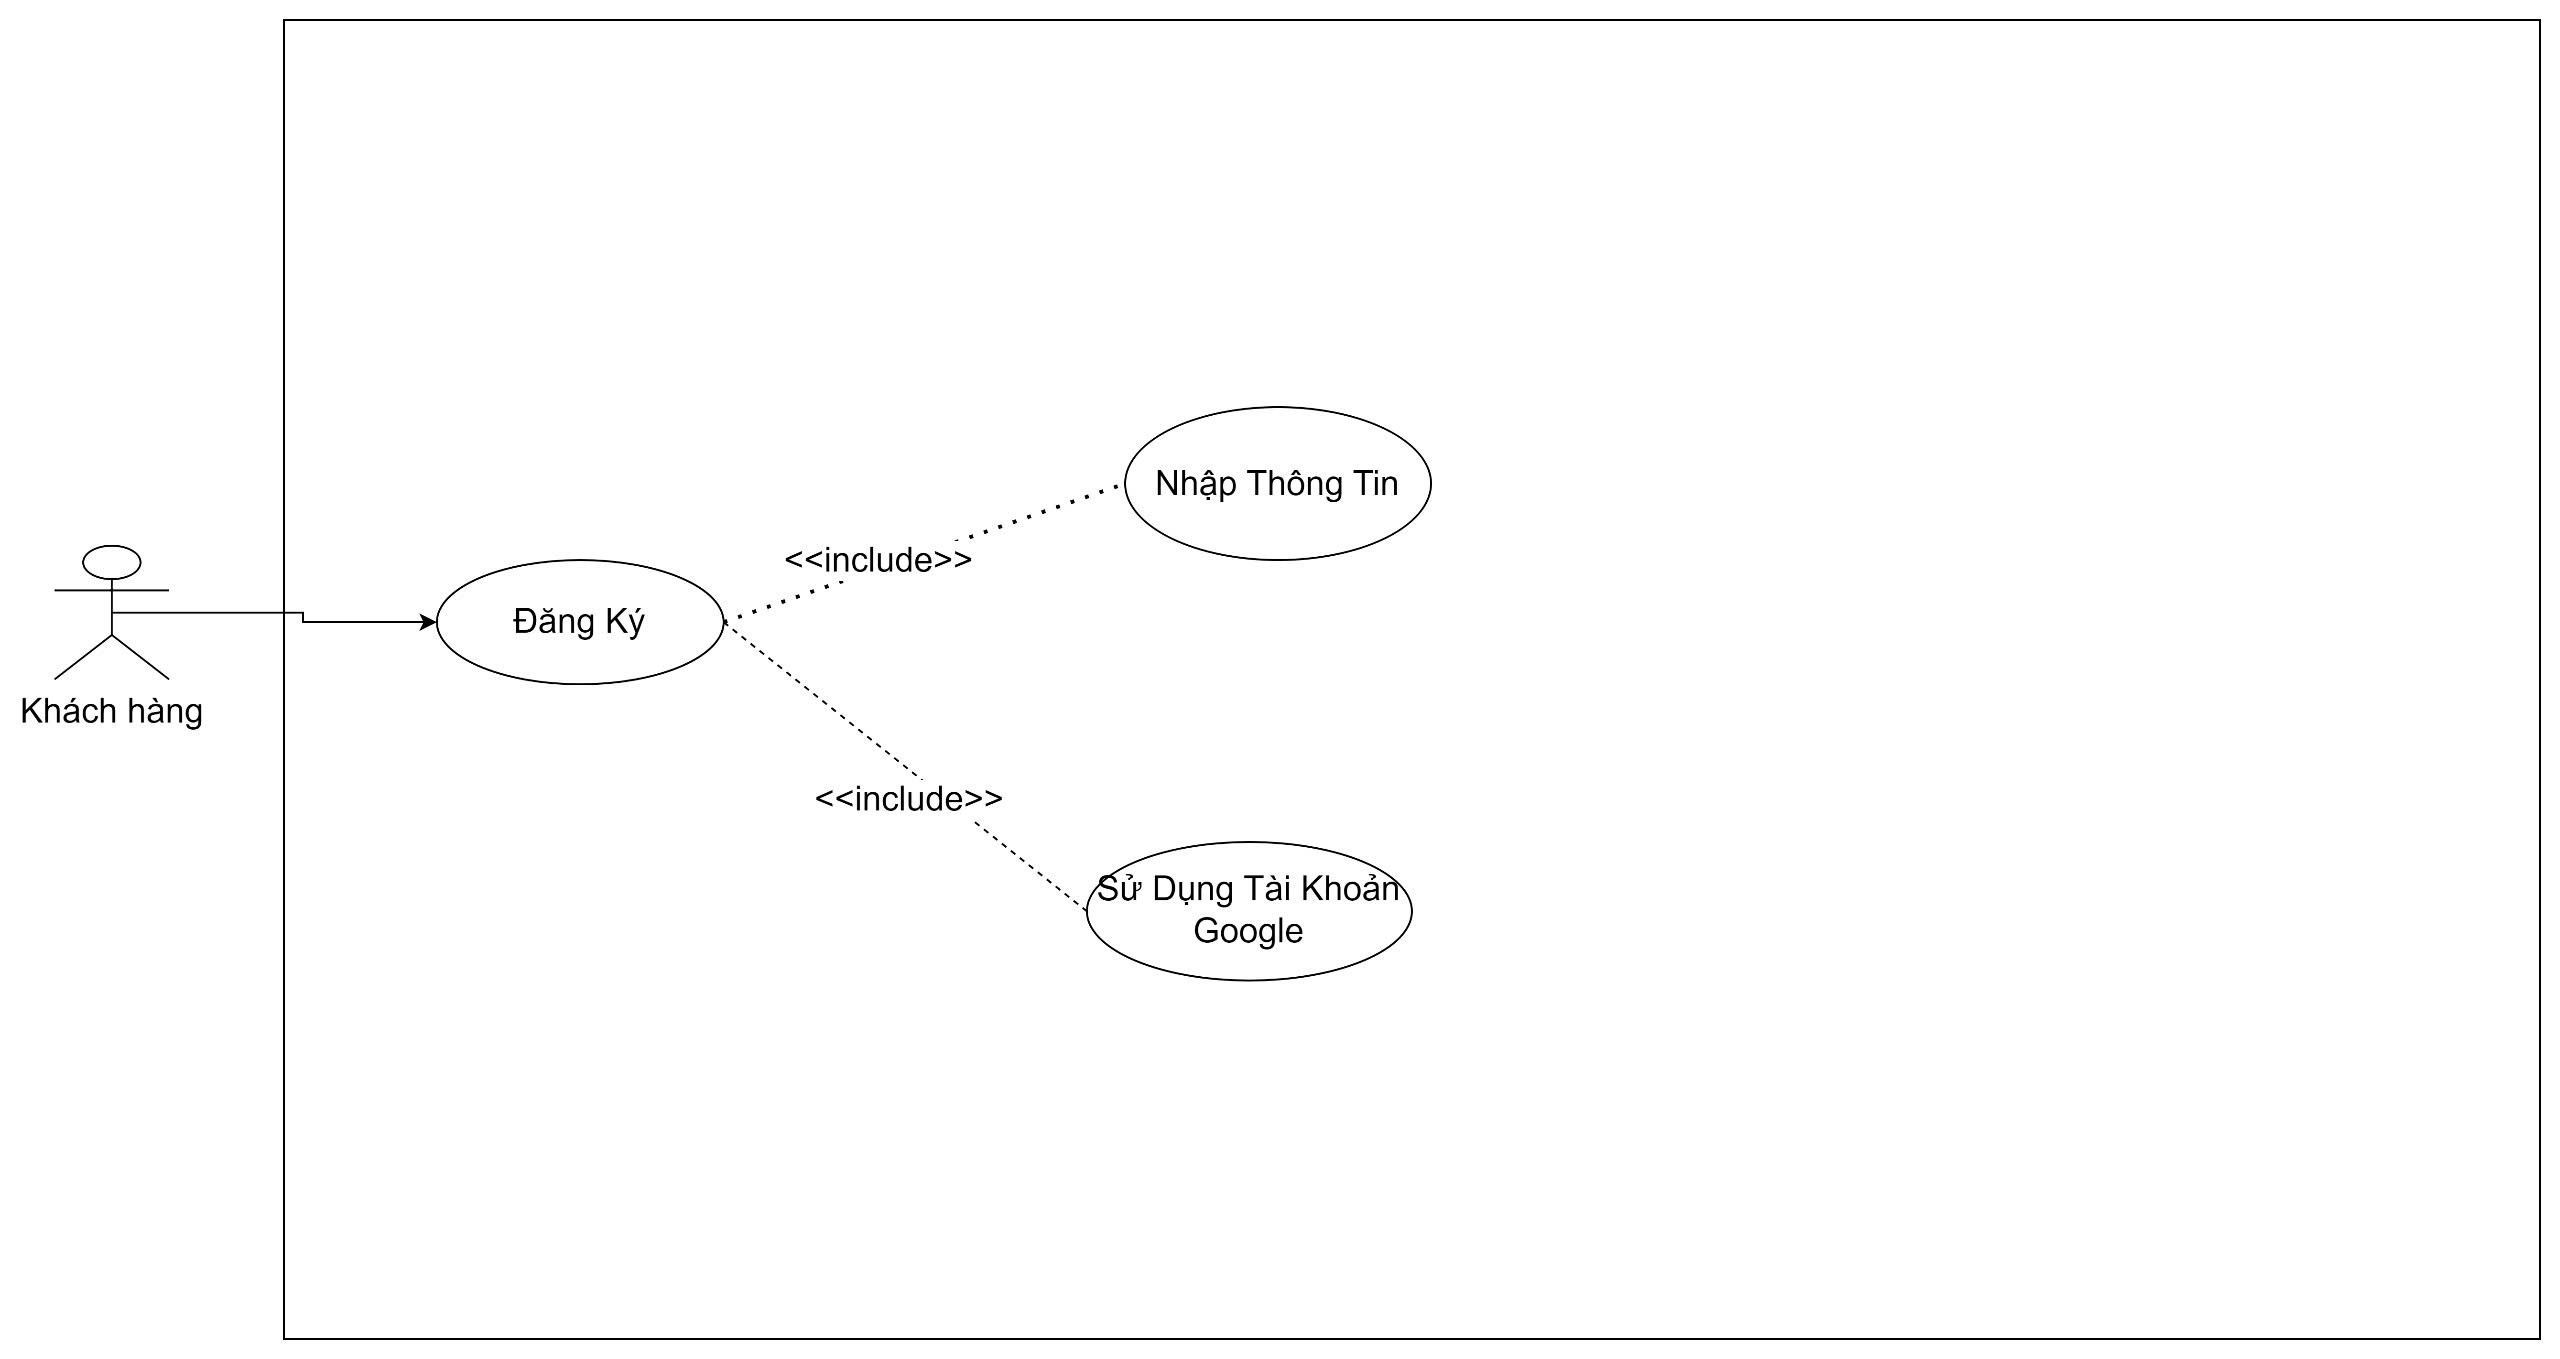 Nhập Thông Tin
<<include>>
Đăng Ký
Khách hàng
<<include>>
Sử Dụng Tài Khoản
Google